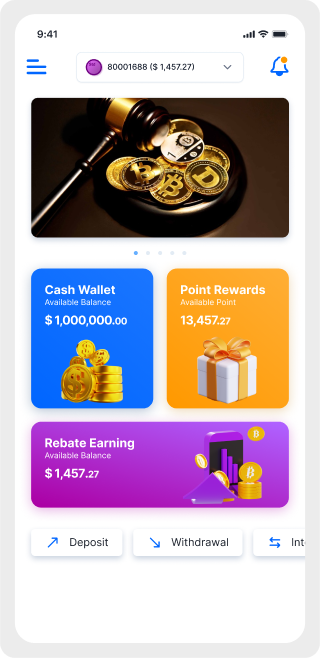 9:41
80001688 ($ 1,457.27)
Cash Wallet
Available Balance
$ 1,000,000.00
Point Rewards
Available Point
13,457.27
Rebate Earning
Available Balance
$ 1,457.27
Deposit
Withdrawal